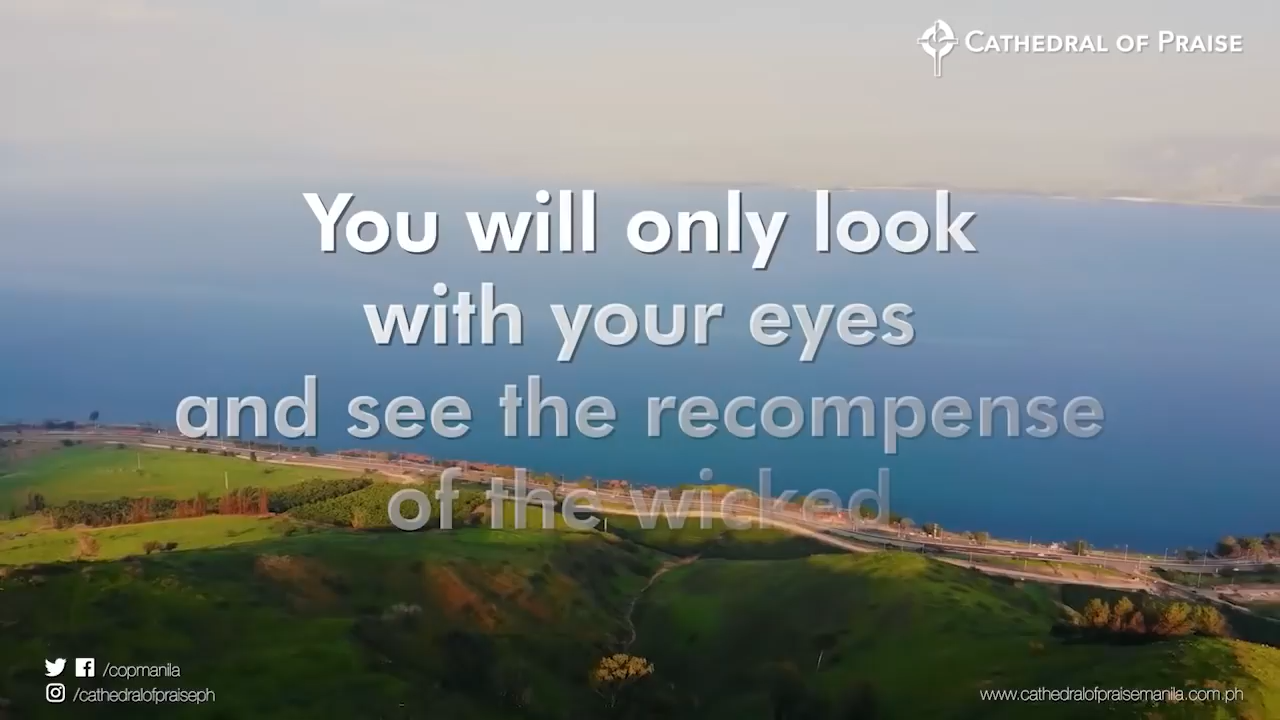 CATHEDRAL OF PRAISE
You will only look
with your eyes
and see the recompense
of the wicked
/copmanila
/cathedralofpraiseph
www.cathedralofpraisemanila.com.ph